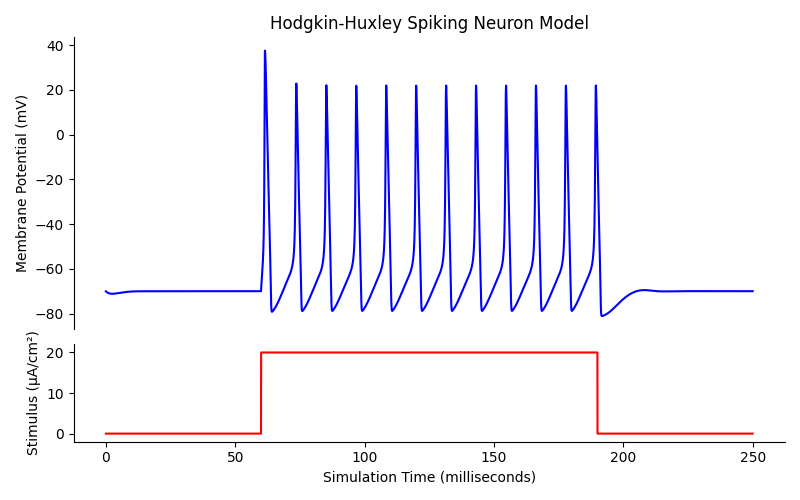 Hodgkin-Huxley Spiking Neuron Model
Membrane Potential (mV)
40
20
0
−20
−40
−60
−80
Stimulus (µA/cm²)
20
10
0
0 50 100 150 200 250
Simulation Time (milliseconds)